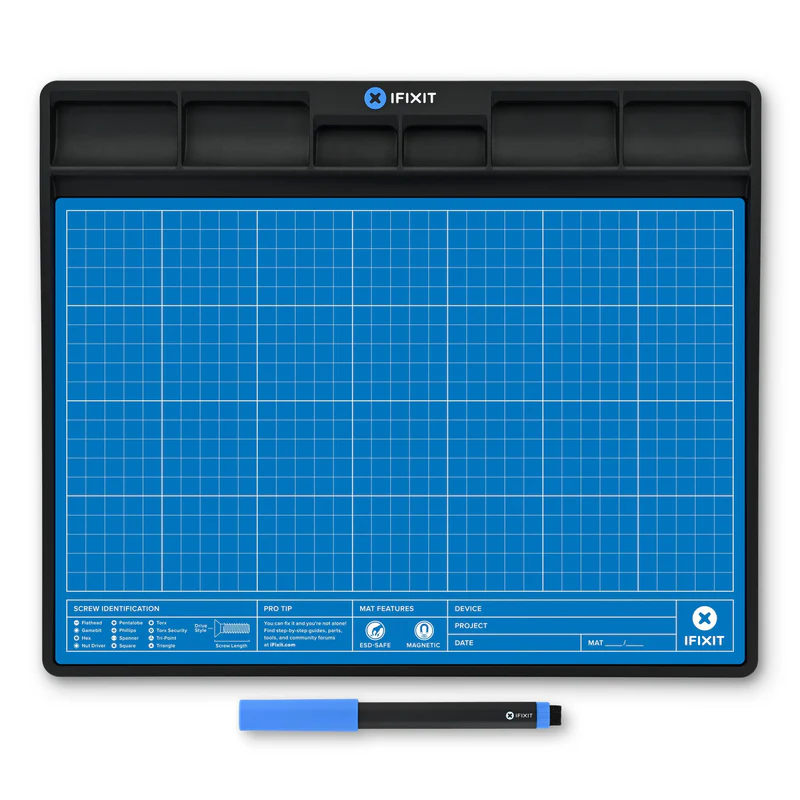 IFIXIT
SCREW IDENTIFICATION
Flathead
Gamebit
Hex
Nut Driver
Pentalobe
Phillips
Spanner
Square
Torx
Torx Security
Tri-Point
Triangle
Drive
Style
Screw Length
PRO TIP
You can fix it and you're not alone!
Find step-by-step guides, parts,
tools, and community forums
at iFixit.com
MAT FEATURES
ESD-SAFE
MAGNETIC
DEVICE
PROJECT
DATE
MAT ____ /____
IFIXIT
IFIXIT